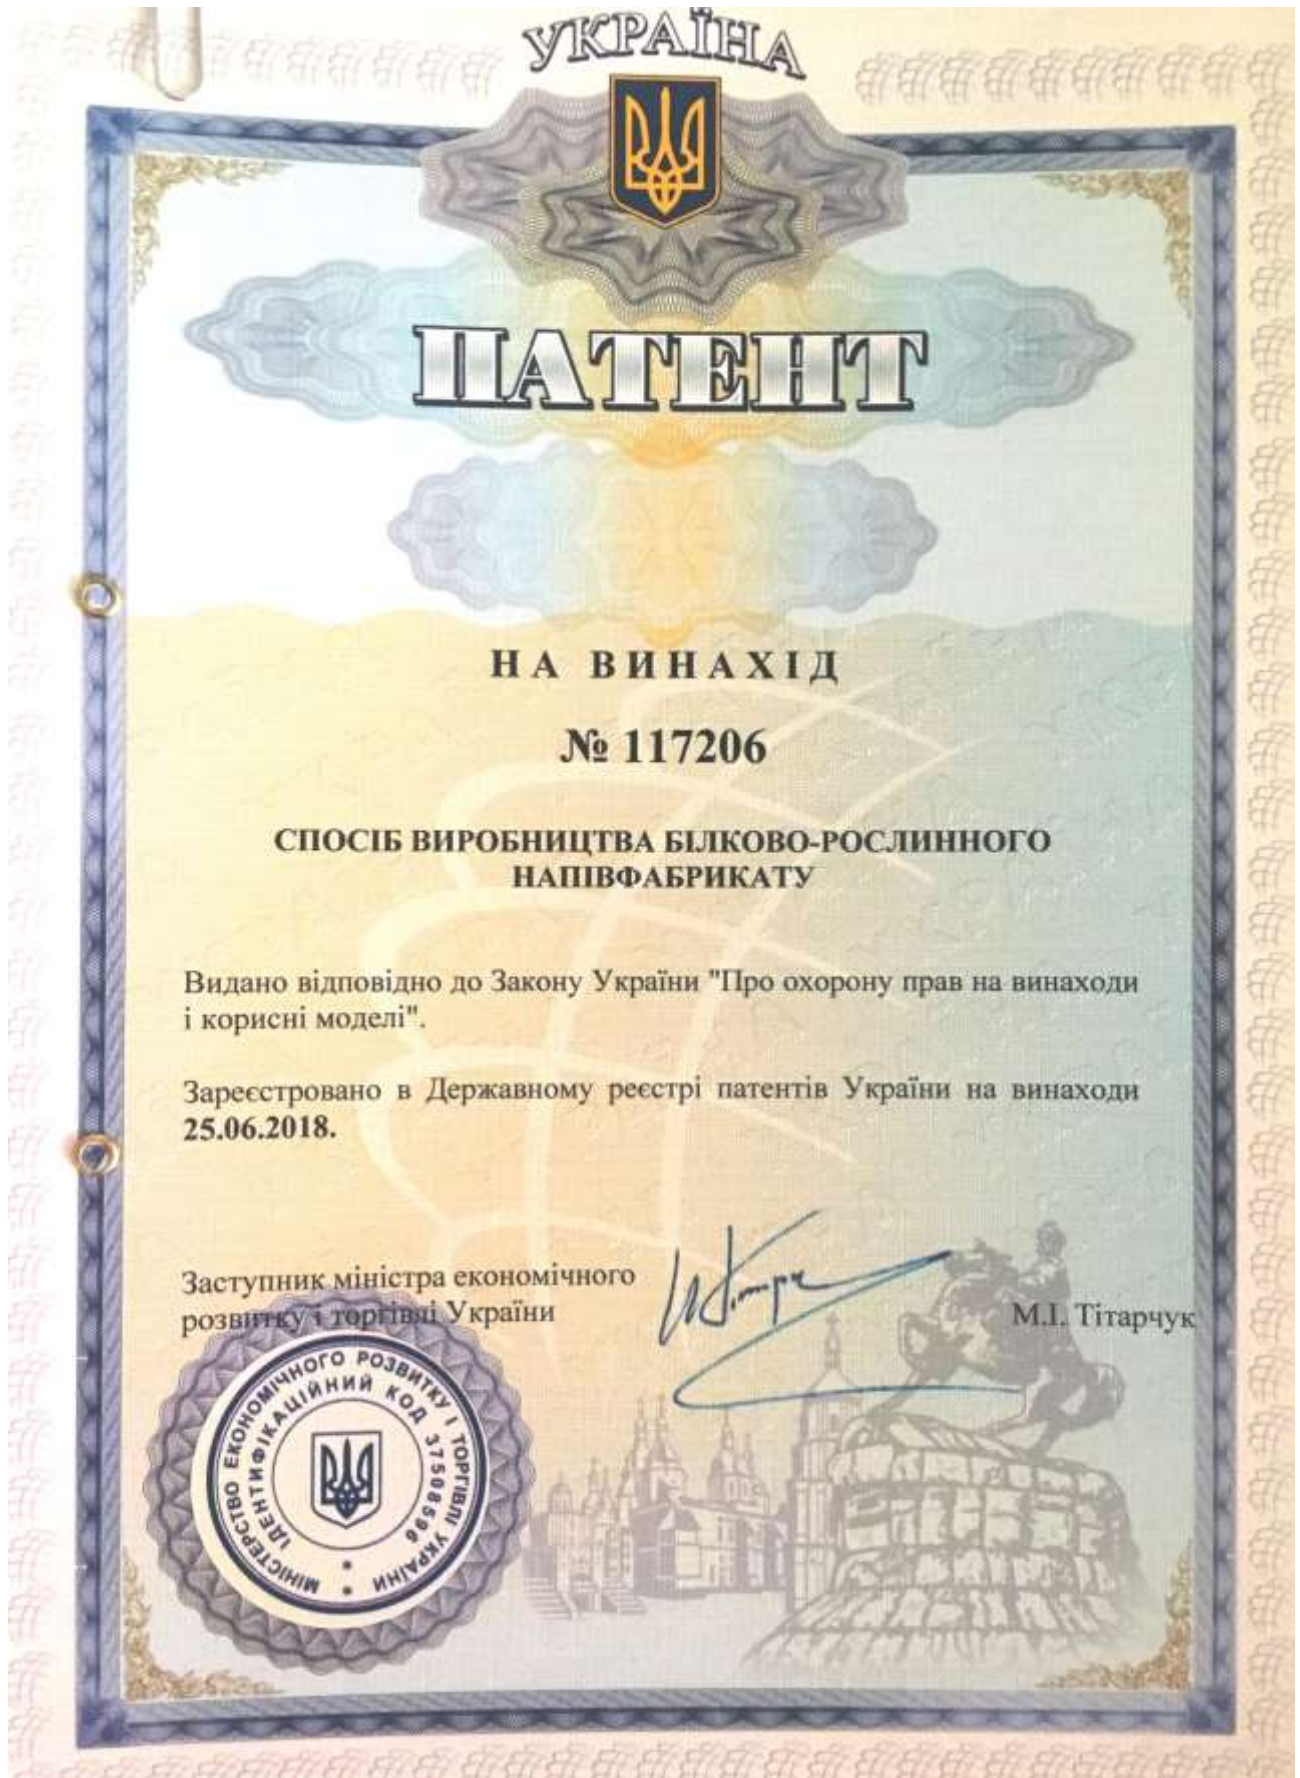 УКРАЇНА
ПАТЕНТ
НА ВИНАХІД
№ 117206
СПОСІБ ВИРОБНИЦТВА БІЛКОВО-РОСЛИННОГО
НАПІВФАБРИКАТУ
Видано відповідно до Закону України "Про охорону прав на винаходи
і корисні моделі".
Зареєстровано в Державному реєстрі патентів України на винаходи
25.06.2018.
Заступник міністра економічного
розвитку і торгівлі України
М.І. Тітарчук
МІНІСТЕРСТВО ЕКОНОМІЧНОГО РОЗВИТКУ І ТОРГІВЛІ УКРАЇНИ
ІДЕНТИФІКАЦІЙНИЙ КОД 37508596